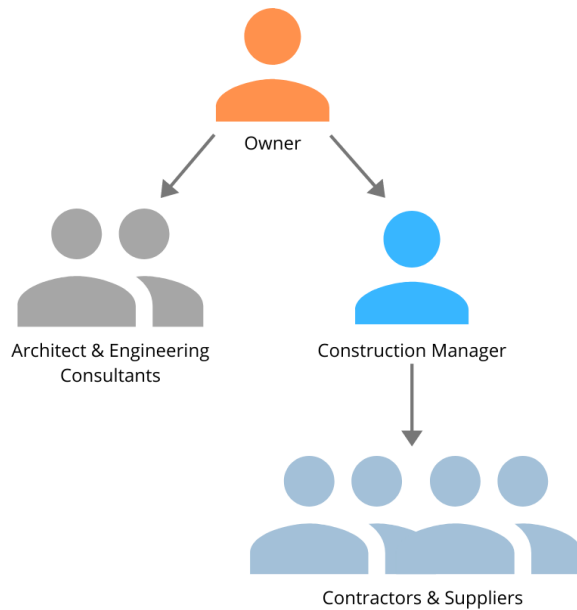 Owner
Architect & Engineering
Consultants
Construction Manager
Contractors & Suppliers